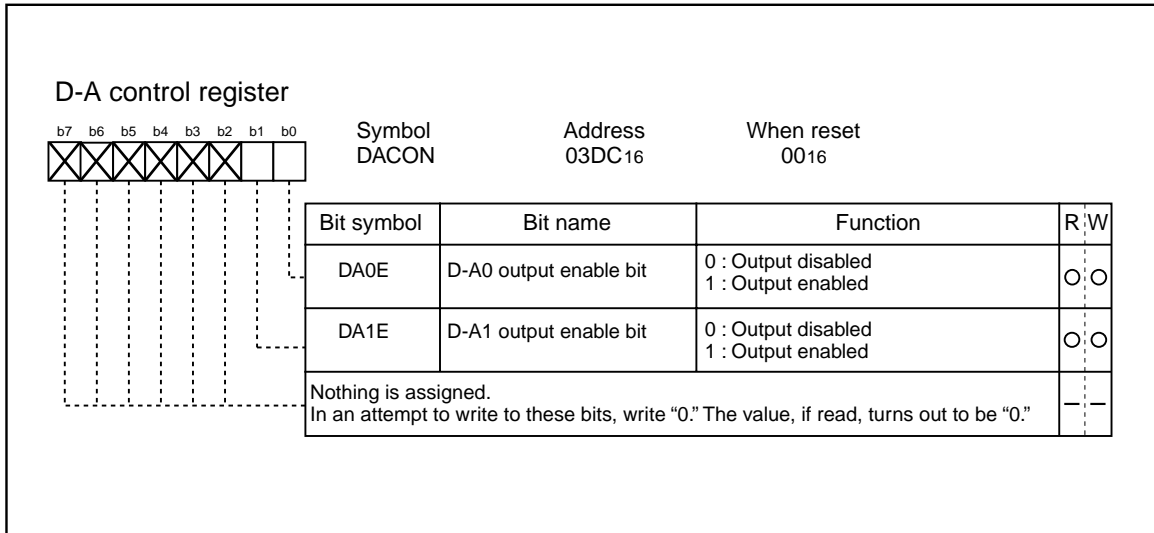 D-A control register
b7 b6 b5 b4 b3 b2 b1 b0
Symbol Address When reset
DACON 03DC16 0016
Bit symbol Bit name Function R W
DA0E D-A0 output enable bit 0 : Output disabled
1 : Output enabled
DA1E D-A1 output enable bit 0 : Output disabled
1 : Output enabled
Nothing is assigned.
In an attempt to write to these bits, write “0.” The value, if read, turns out to be “0.”